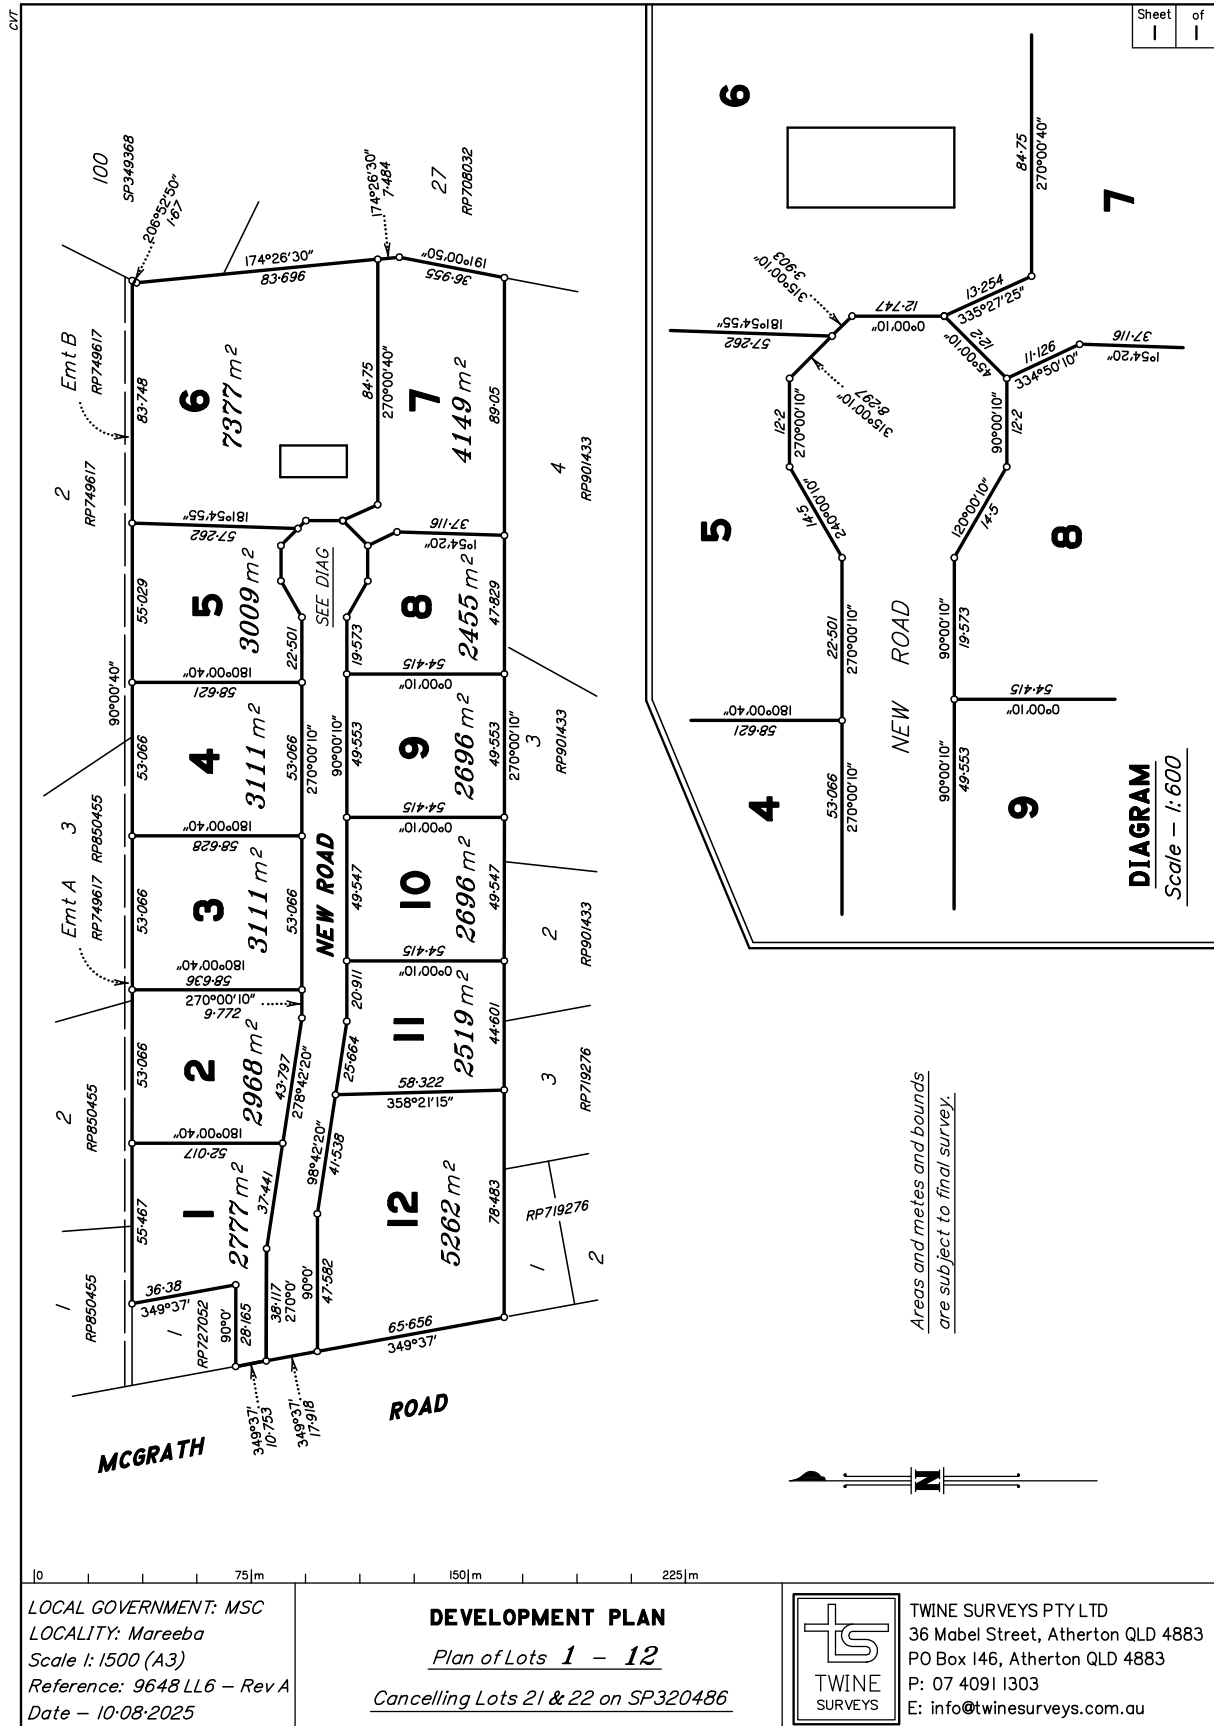 CVT
Sheet
of
1
1
100
SP349368
206°52'50"
1·67
174°26'30"
83·699
174°26'30"
7·484
27
RP708032
191°00'50"
36·955
Emt B
RP749617
2
RP749617
83·748
6
7377 m²
84·75
270°00'40"
7
4149 m²
89·05
4
RP901433
181°54'55"
57·262
37·116
1°54'20"
55·029
5
3009 m²
22·501
SEE DIAG
19·573
8
2455 m²
47·829
90°00'40"
180°00'40"
58·621
54·415
0°00'10"
53·066
4
3111 m²
53·066
270°00'10"
90°00'10"
49·553
9
2696 m²
49·553
270°00'10"
3
RP901433
3
RP850455
180°00'40"
58·628
54·415
0°00'10"
Emt A
RP749617
53·066
3
3111 m²
53·066
NEW ROAD
49·547
10
2696 m²
49·547
2
RP901433
180°00'40"
58·636
54·415
0°00'10"
270°00'10"
9·772
20·911
2
RP850455
53·066
2
2968 m²
43·797
278°42'20"
25·664
11
2519 m²
44·601
3
RP719276
180°00'40"
52·017
58·322
358°21'15"
55·467
1
2777 m²
37·441
98°42'20"
41·538
12
5262 m²
78·483
RP719276
1
2
1
RP850455
36·38
349°37'
1
RP727052
90°0'
28·165
38·117
270°0'
90°0'
47·582
65·656
349°37'
349°37'
10·753
349°37'
17·918
MCGRATH
ROAD
6
84·75
270°00'40"
7
315°00'10"
3·903
12·747
0°00'10"
13·254
335°27'25"
181°54'55"
57·262
12·2
45°00'10"
11·126
334°50'10"
37·116
1°54'20"
315°00'10"
8·297
12·2
270°00'10"
90°00'10"
12·2
5
14·5
240°00'10"
120°00'10"
14·5
8
22·501
270°00'10"
NEW ROAD
90°00'10"
19·573
180°00'40"
58·621
54·415
0°00'10"
4
53·066
270°00'10"
90°00'10"
49·553
9
DIAGRAM
Scale – 1:600
Areas and metes and bounds
are subject to final survey.
N
0
75 m
150 m
225 m
LOCAL GOVERNMENT: MSC
LOCALITY: Mareeba
Scale 1: 1500 (A3)
Reference: 9648 LL6 – Rev A
Date – 10·08·2025
DEVELOPMENT PLAN
Plan of Lots 1 – 12
Cancelling Lots 21 & 22 on SP320486
ts
TWINE
SURVEYS
TWINE SURVEYS PTY LTD
36 Mabel Street, Atherton QLD 4883
PO Box 146, Atherton QLD 4883
P: 07 4091 1303
E: info@twinesurveys.com.au